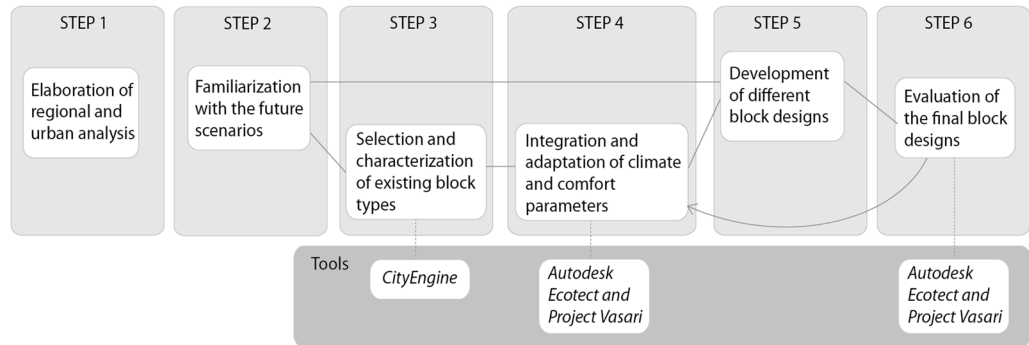 STEP 1
Elaboration of
regional and
urban analysis
STEP 2
Familiarization
with the future
scenarios
STEP 3
Selection and
characterization
of existing block
types
STEP 4
Integration and
adaptation of climate
and comfort
parameters
STEP 5
Development
of different
block designs
STEP 6
Evaluation of
the final block
designs
Tools
CityEngine
Autodesk
Ecotect and
Project Vasari
Autodesk
Ecotect and
Project Vasari